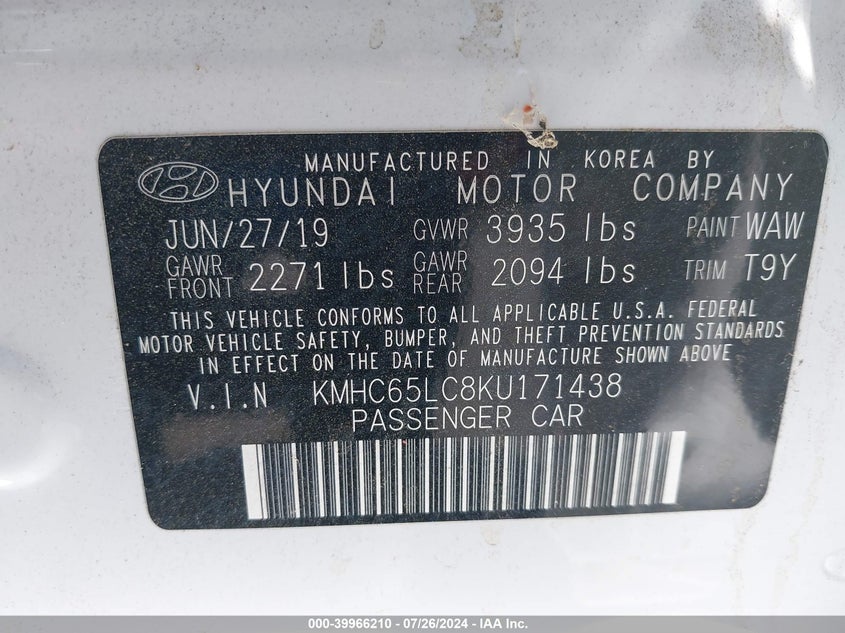 MANUFACTURED IN KOREA BY
HYUNDAI MOTOR COMPANY
JUN/27/19 GVWR 3935 lbs PAINT WAW
GAWR FRONT 2271 lbs GAWR REAR 2094 lbs TRIM T9Y
THIS VEHICLE CONFORMS TO ALL APPLICABLE U.S.A. FEDERAL
MOTOR VEHICLE SAFETY, BUMPER, AND THEFT PREVENTION STANDARDS
IN EFFECT ON THE DATE OF MANUFACTURE SHOWN ABOVE
V.I.N KMHC65LC8KU171438
PASSENGER CAR
000-39966210 - 07/26/2024 - IAA Inc.